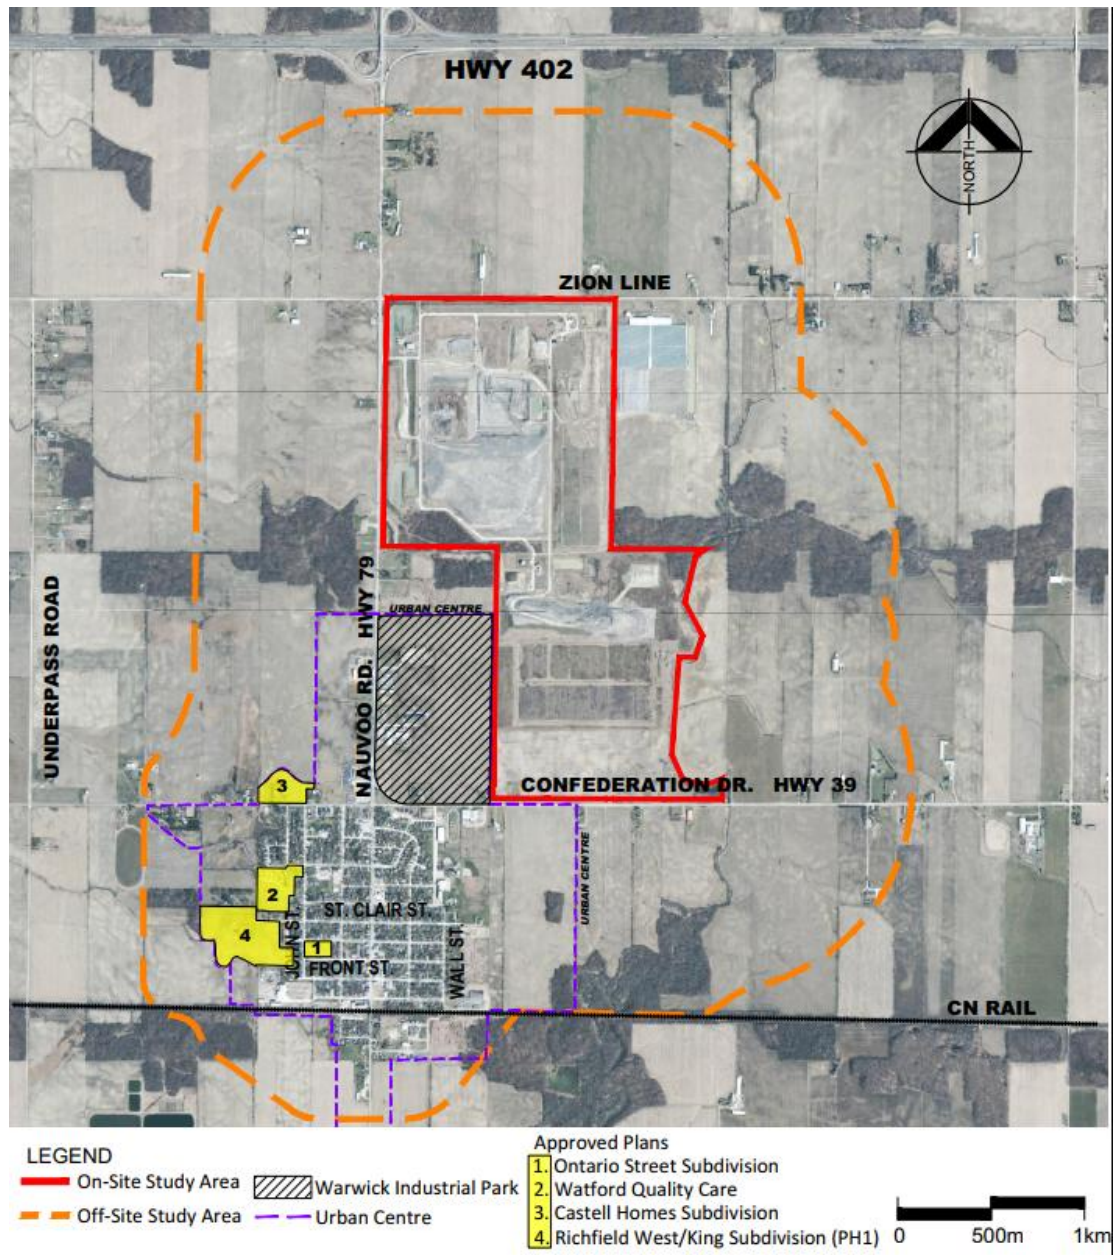 HWY 402
NORTH
ZION LINE
UNDERPASS ROAD
NAUVOO RD. HWY 79
URBAN CENTRE
CONFEDERATION DR. HWY 39
3
URBAN CENTRE
2
ST. CLAIR ST.
JOHN ST.
4
1
FRONT ST.
WALL ST.
CN RAIL
LEGEND
On-Site Study Area
Off-Site Study Area
Warwick Industrial Park
Urban Centre
Approved Plans
1. Ontario Street Subdivision
2. Watford Quality Care
3. Castell Homes Subdivision
4. Richfield West/King Subdivision (PH1)
0 500m 1km